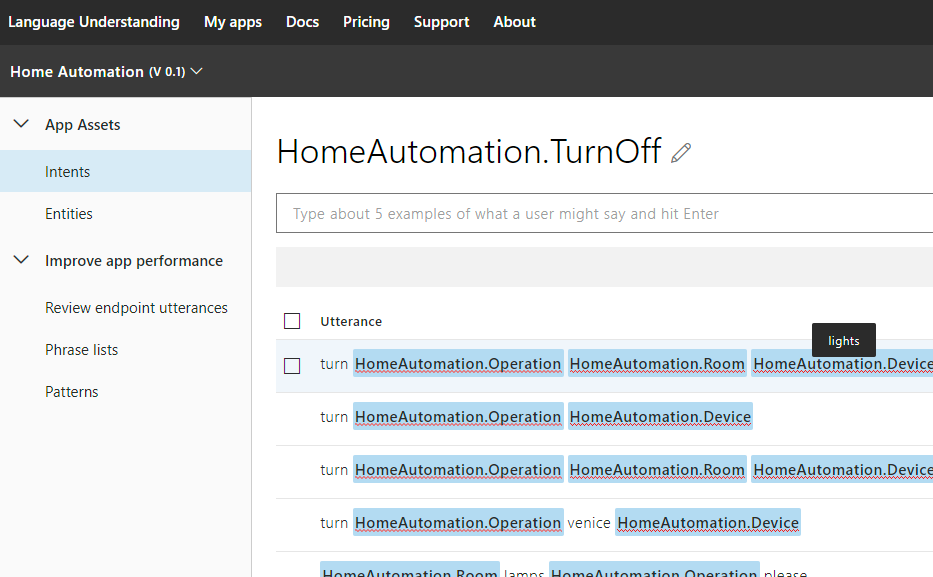 Language Understanding My apps Docs Pricing Support About
Home Automation (V 0.1)
App Assets
Intents
Entities
Improve app performance
Review endpoint utterances
Phrase lists
Patterns
HomeAutomation.TurnOff
Type about 5 examples of what a user might say and hit Enter
Utterance
lights
turn HomeAutomation.Operation HomeAutomation.Room HomeAutomation.Device
turn HomeAutomation.Operation HomeAutomation.Device
turn HomeAutomation.Operation HomeAutomation.Room HomeAutomation.Device
turn HomeAutomation.Operation venice HomeAutomation.Device
HomeAutomation.Room lamps HomeAutomation.Operation please